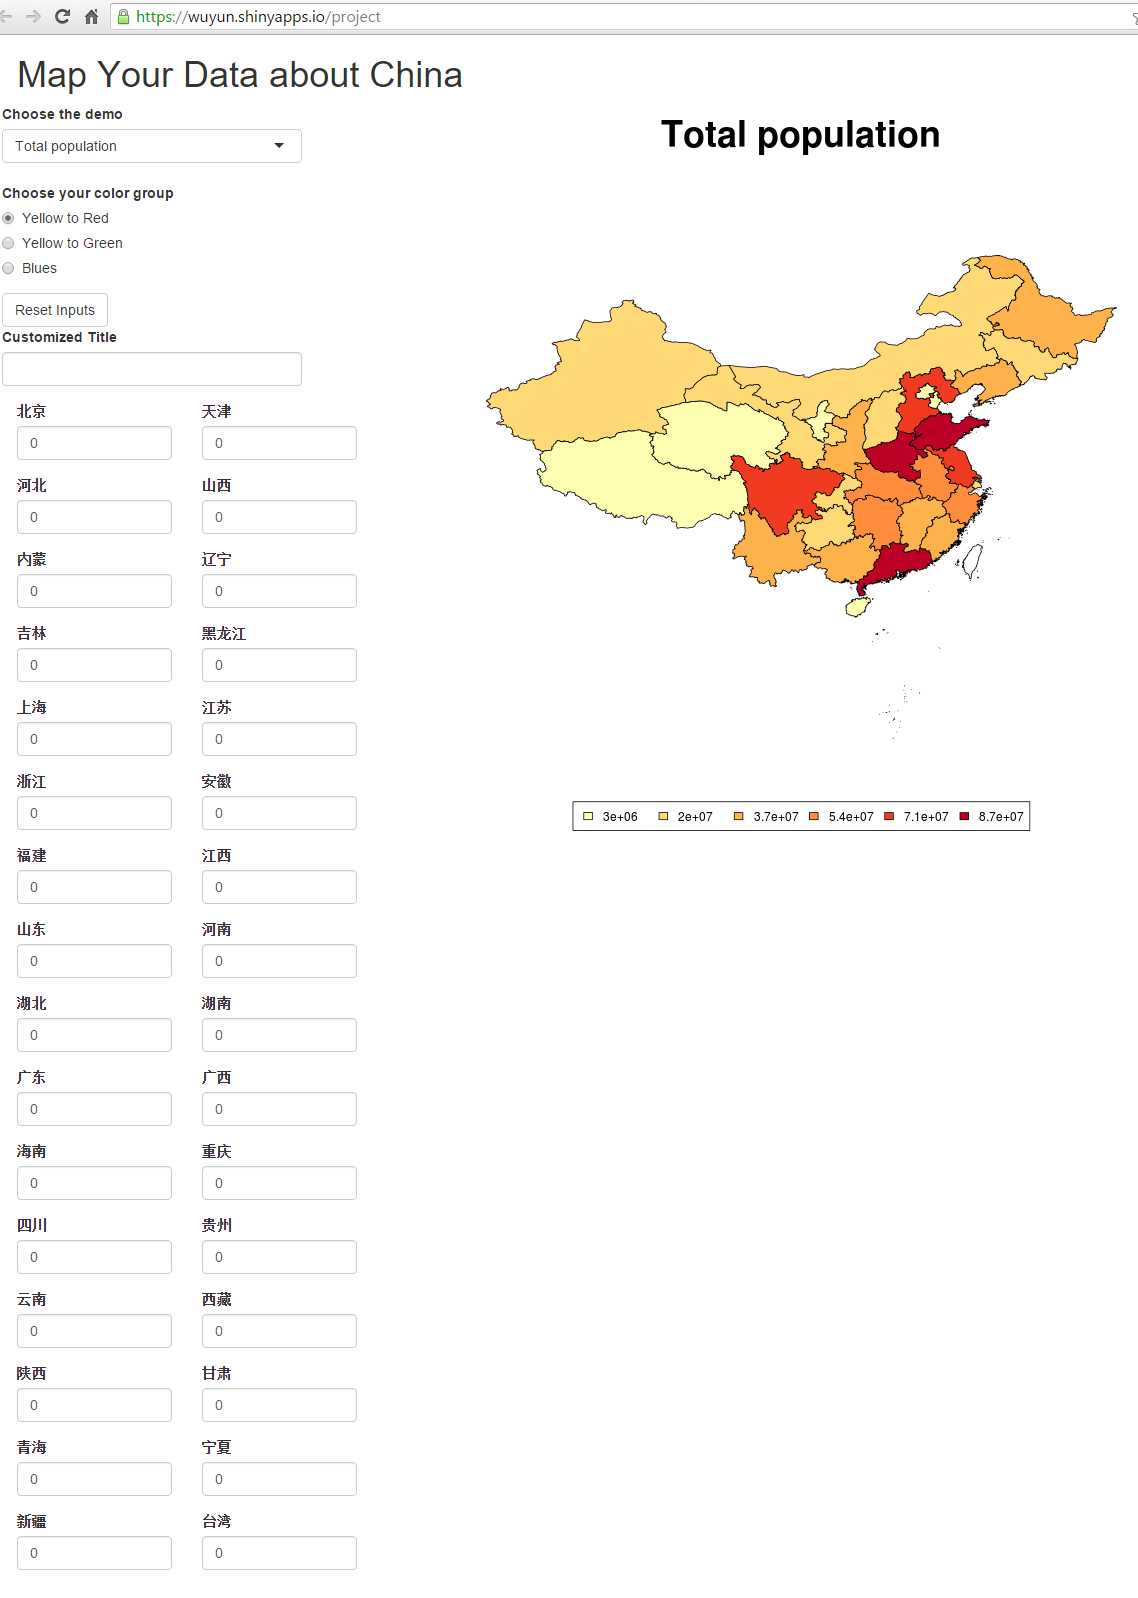 https://wuyun.shinyapps.io/project
Map Your Data about China
Choose the demo
Total population
Choose your color group
Yellow to Red
Yellow to Green
Blues
Reset Inputs
Customized Title
北京 天津
0 0
河北 山西
0 0
内蒙 辽宁
0 0
吉林 黑龙江
0 0
上海 江苏
0 0
浙江 安徽
0 0
福建 江西
0 0
山东 河南
0 0
湖北 湖南
0 0
广东 广西
0 0
海南 重庆
0 0
四川 贵州
0 0
云南 西藏
0 0
陕西 甘肃
0 0
青海 宁夏
0 0
新疆 台湾
0 0
Total population
3e+06 2e+07 3.7e+07 5.4e+07 7.1e+07 8.7e+07